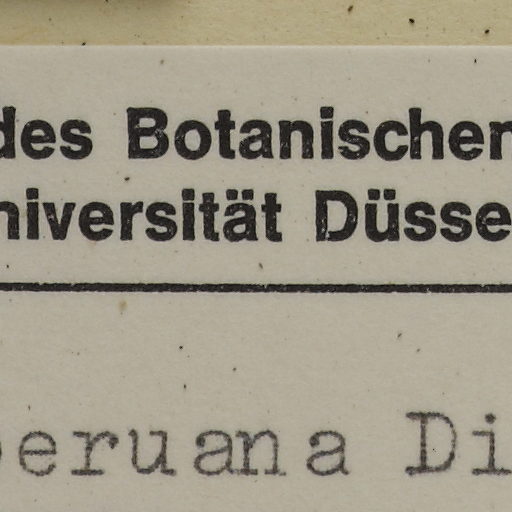 des Botanischen
niversität Düsse
eruana Di